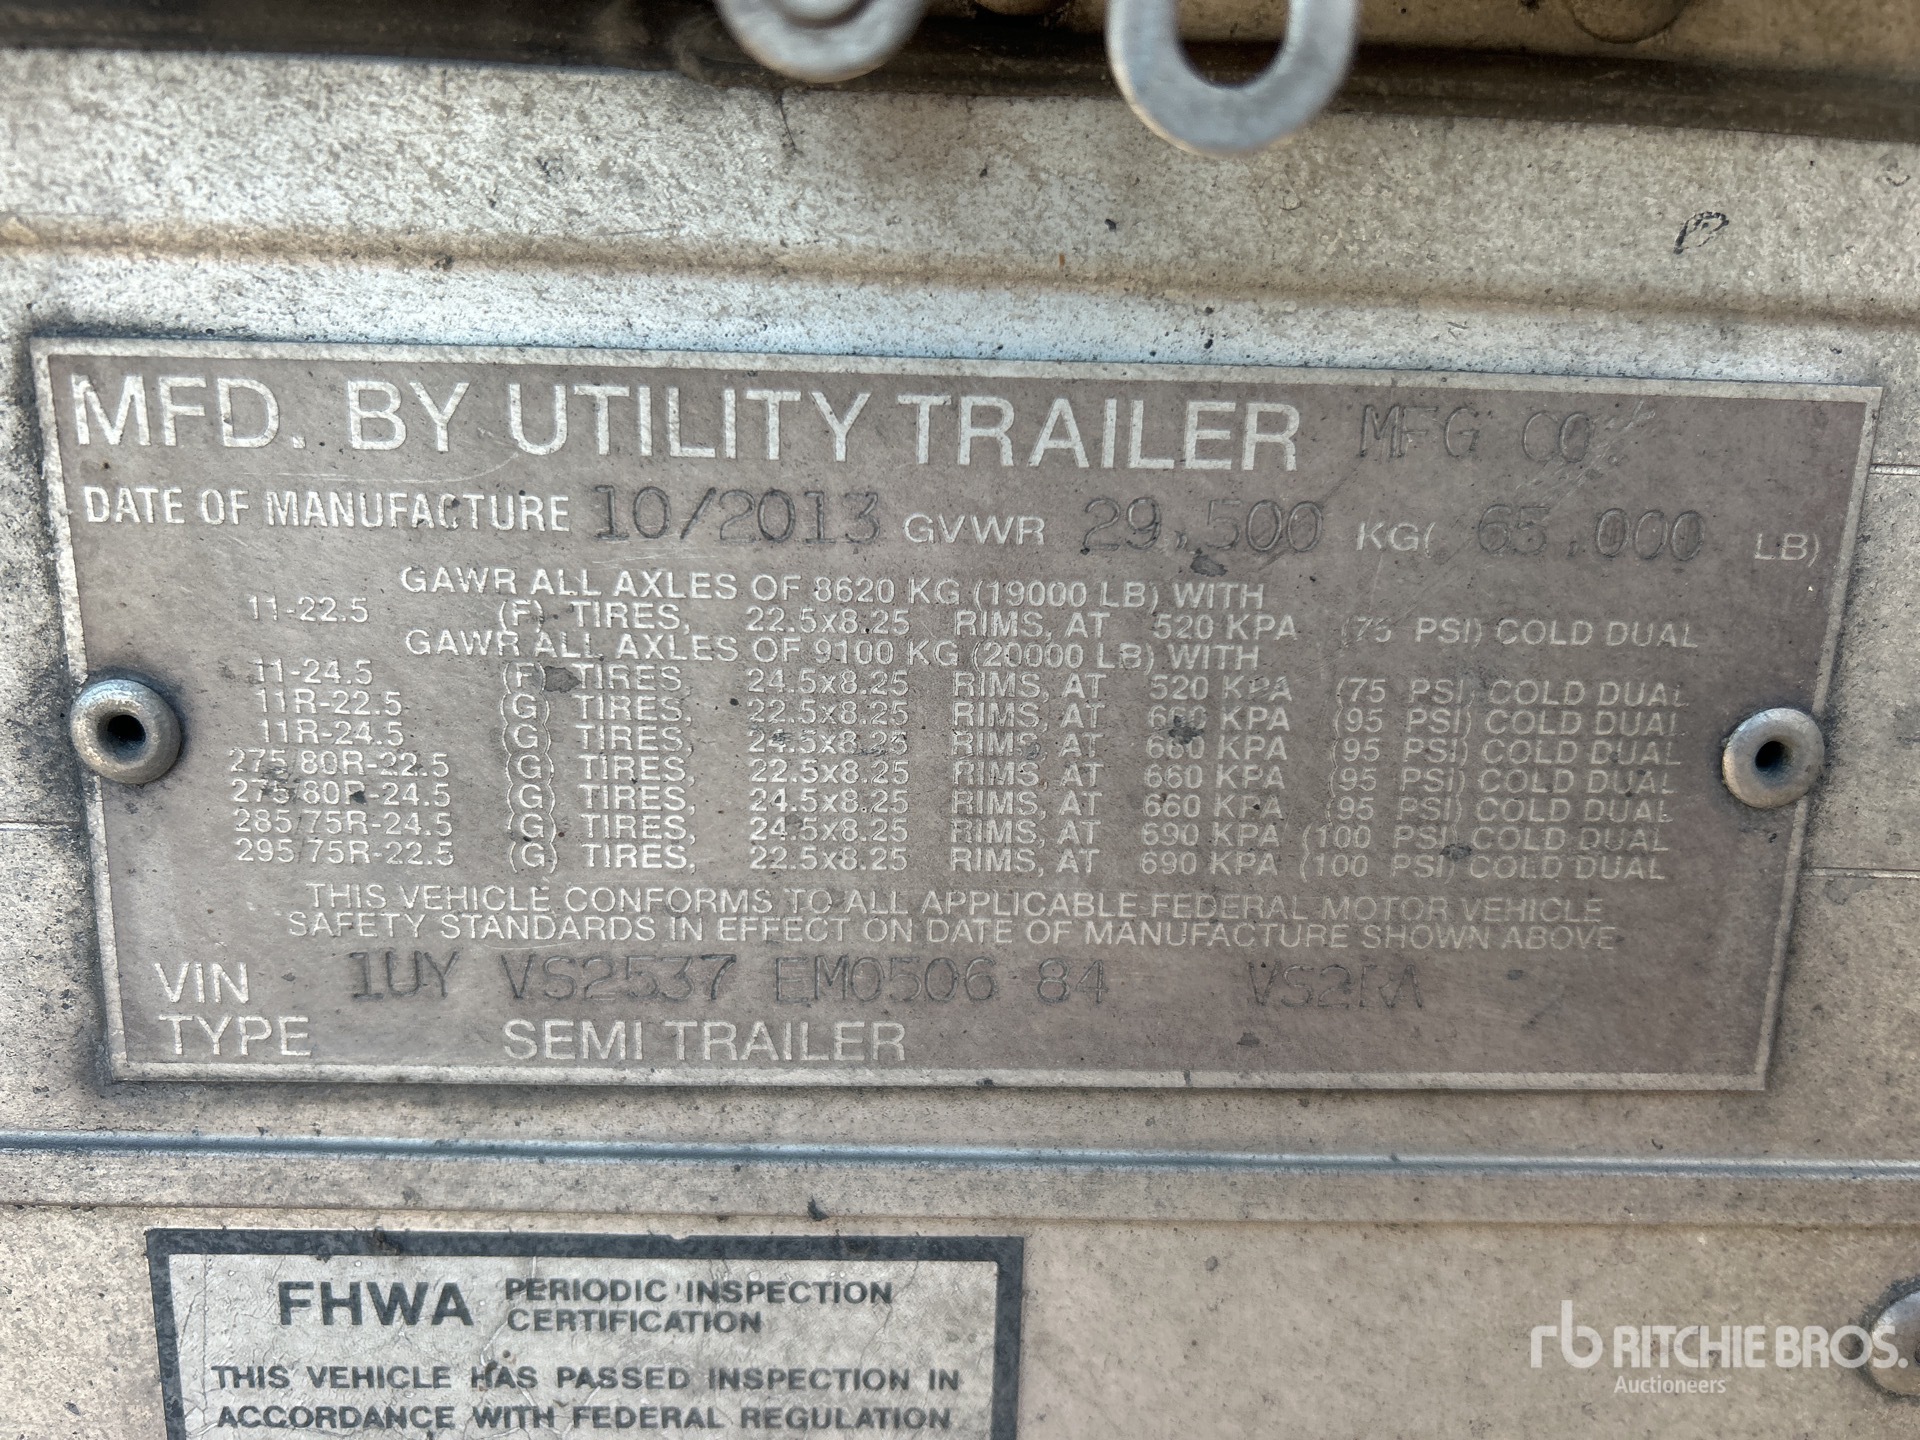 MFD. BY UTILITY TRAILER MFG CO.
DATE OF MANUFACTURE 10/2013 GVWR 29,500 KG( 65,000 LB)
GAWR ALL AXLES OF 8620 KG (19000 LB) WITH
11-22.5 (F) TIRES, 22.5x8.25 RIMS, AT 520 KPA (75 PSI) COLD DUAL
GAWR ALL AXLES OF 9100 KG (20000 LB) WITH
11-24.5 (F) TIRES, 24.5x8.25 RIMS, AT 520 KPA (75 PSI) COLD DUAL
11R-22.5 (G) TIRES, 22.5x8.25 RIMS, AT 660 KPA (95 PSI) COLD DUAL
11R-24.5 (G) TIRES, 24.5x8.25 RIMS, AT 660 KPA (95 PSI) COLD DUAL
275/80R-22.5 (G) TIRES, 22.5x8.25 RIMS, AT 660 KPA (95 PSI) COLD DUAL
275/80R-24.5 (G) TIRES, 24.5x8.25 RIMS, AT 660 KPA (95 PSI) COLD DUAL
285/75R-24.5 (G) TIRES, 24.5x8.25 RIMS, AT 690 KPA (100 PSI) COLD DUAL
295/75R-22.5 (G) TIRES, 22.5x8.25 RIMS, AT 690 KPA (100 PSI) COLD DUAL
THIS VEHICLE CONFORMS TO ALL APPLICABLE FEDERAL MOTOR VEHICLE
SAFETY STANDARDS IN EFFECT ON DATE OF MANUFACTURE SHOWN ABOVE
VIN 1UY VS2537 EM0506 84 VS2RA
TYPE SEMI TRAILER
FHWA PERIODIC INSPECTION
CERTIFICATION
THIS VEHICLE HAS PASSED INSPECTION IN
ACCORDANCE WITH FEDERAL REGULATION
rb RITCHIE BROS.
Auctioneers